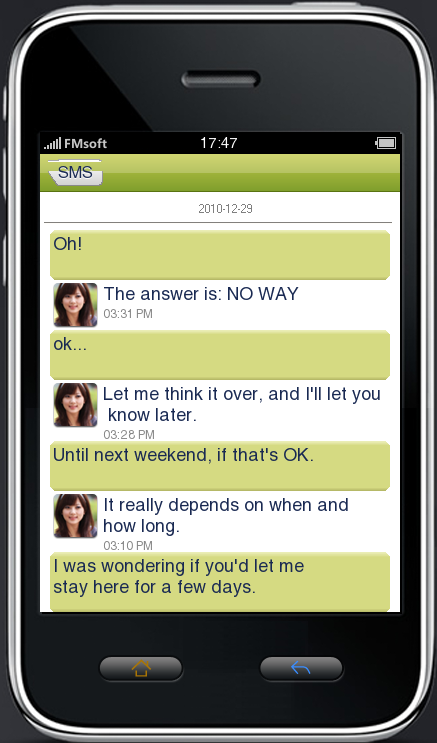 FMsoft 17:47
SMS
2010-12-29
Oh!
The answer is: NO WAY
03:31 PM
ok...
Let me think it over, and I'll let you
know later.
03:28 PM
Until next weekend, if that's OK.
It really depends on when and
how long.
03:10 PM
I was wondering if you'd let me
stay here for a few days.